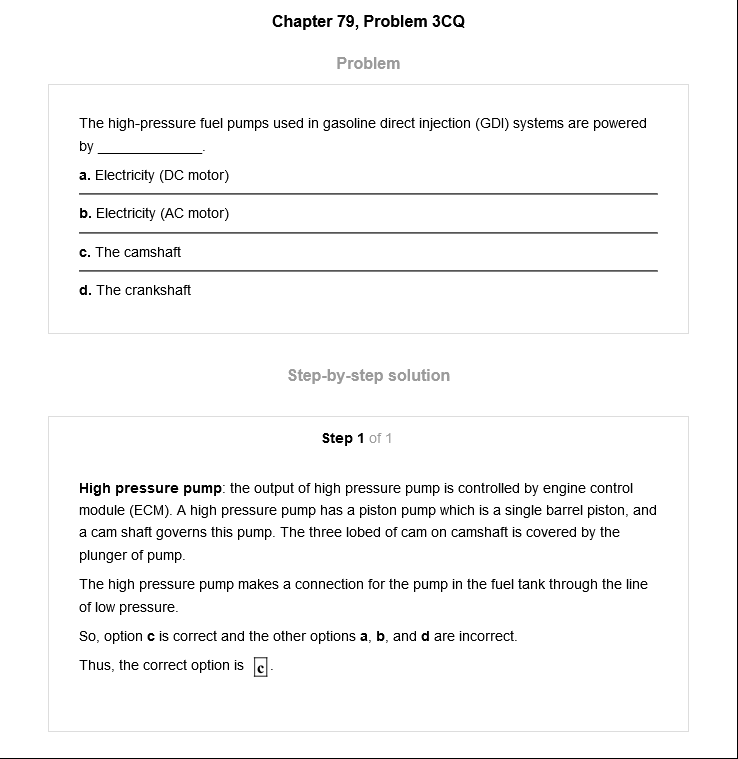 Chapter 79, Problem 3CQ
Problem
The high-pressure fuel pumps used in gasoline direct injection (GDI) systems are powered
by _____________.
a. Electricity (DC motor)
b. Electricity (AC motor)
c. The camshaft
d. The crankshaft
Step-by-step solution
Step 1 of 1
High pressure pump: the output of high pressure pump is controlled by engine control
module (ECM). A high pressure pump has a piston pump which is a single barrel piston, and
a cam shaft governs this pump. The three lobed of cam on camshaft is covered by the
plunger of pump.
The high pressure pump makes a connection for the pump in the fuel tank through the line
of low pressure.
So, option c is correct and the other options a, b, and d are incorrect.
Thus, the correct option is c.